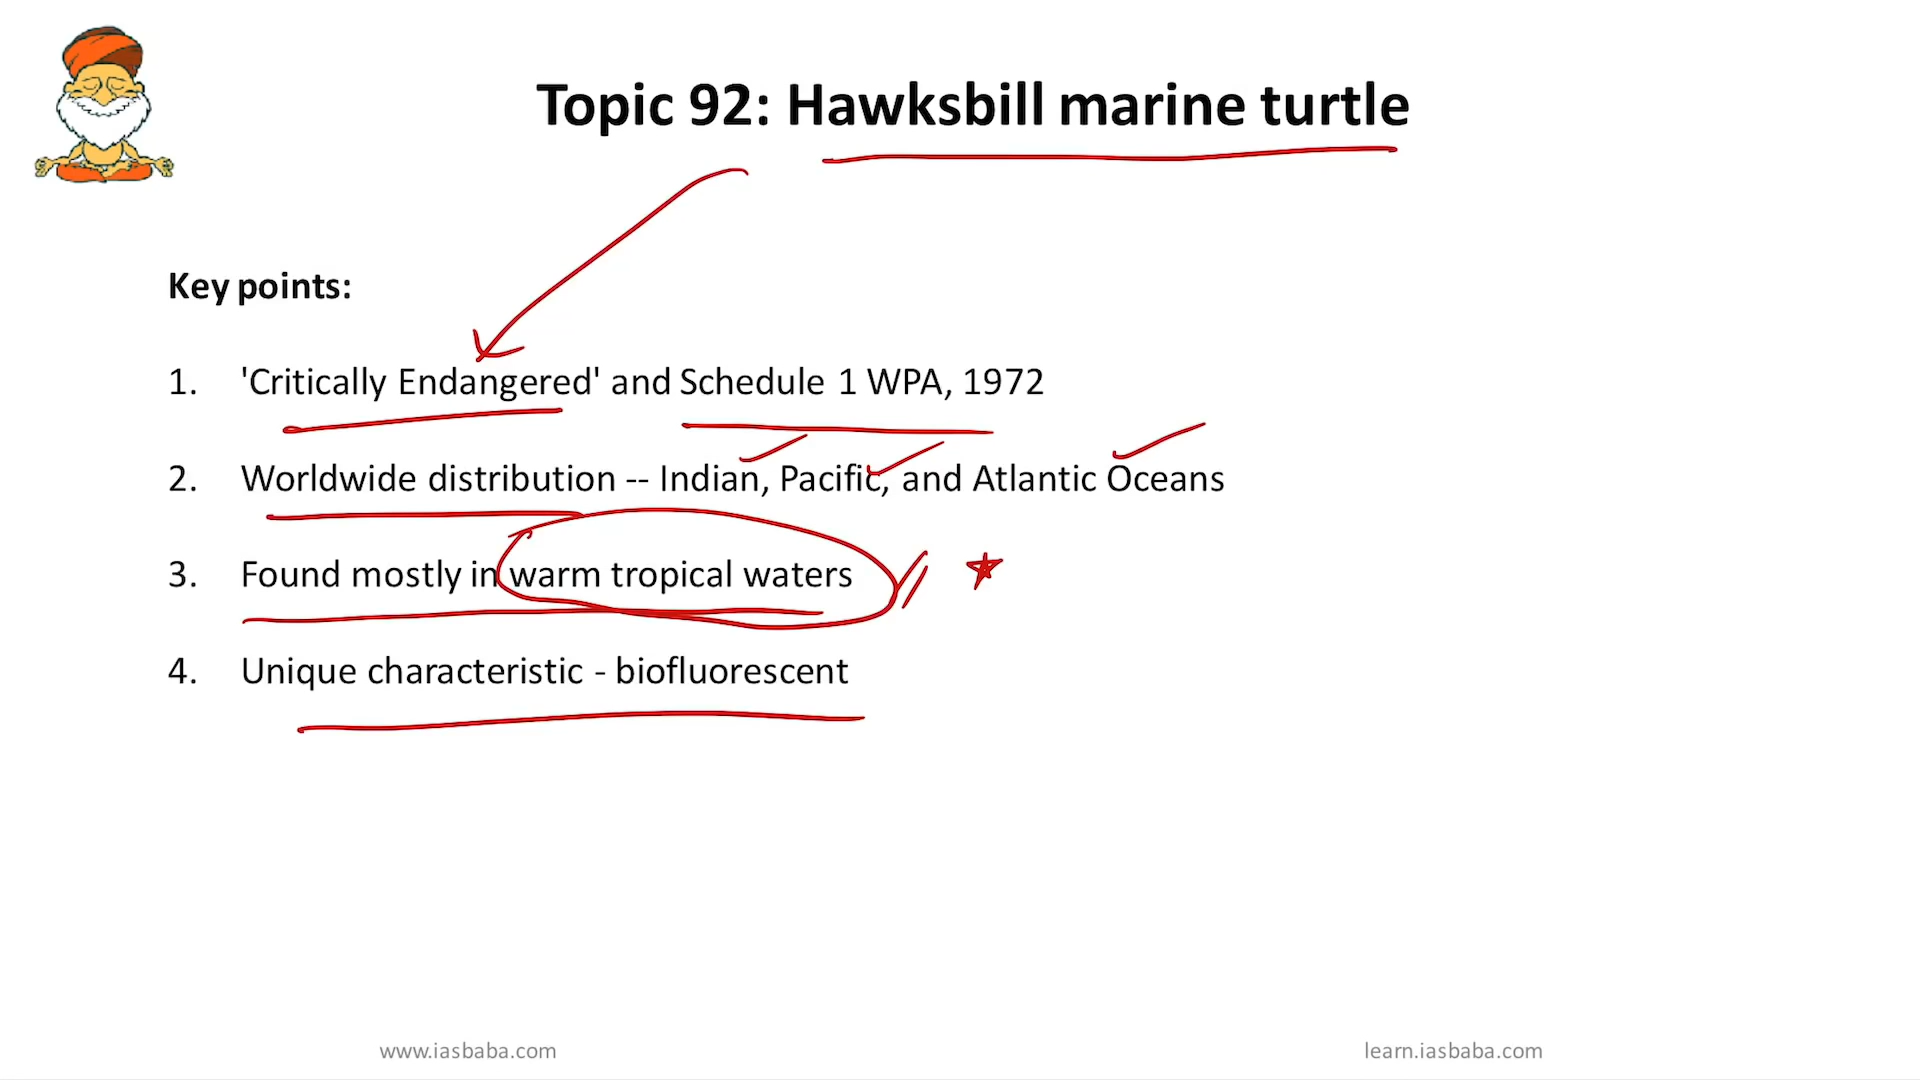 Topic 92: Hawksbill marine turtle
Key points:
1. 'Critically Endangered' and Schedule 1 WPA, 1972
2. Worldwide distribution -- Indian, Pacific, and Atlantic Oceans
3. Found mostly in warm tropical waters
4. Unique characteristic - biofluorescent
www.iasbaba.com
learn.iasbaba.com